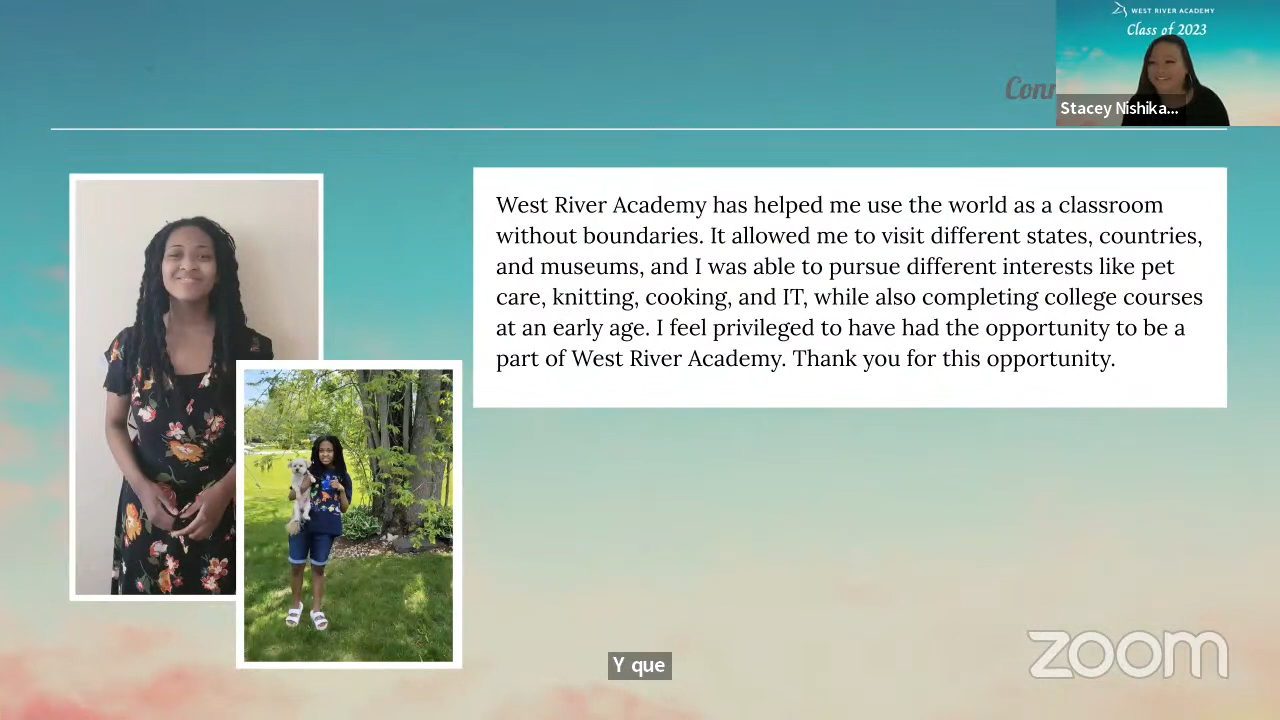 WEST RIVER ACADEMY
Class of 2023
Stacey Nishika...
West River Academy has helped me use the world as a classroom
without boundaries. It allowed me to visit different states, countries,
and museums, and I was able to pursue different interests like pet
care, knitting, cooking, and IT, while also completing college courses
at an early age. I feel privileged to have had the opportunity to be a
part of West River Academy. Thank you for this opportunity.
Y que
zoom